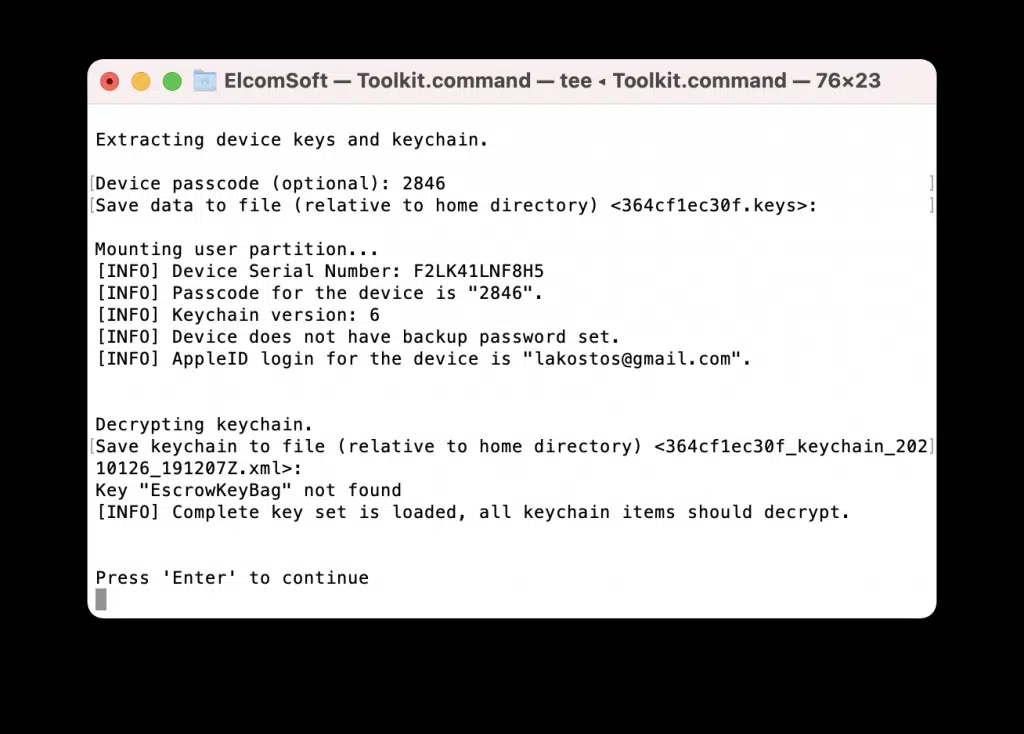 ElcomSoft — Toolkit.command — tee ◂ Toolkit.command — 76×23
Extracting device keys and keychain.
[Device passcode (optional): 2846 ]
[Save data to file (relative to home directory) <364cf1ec30f.keys>: ]
Mounting user partition...
[INFO] Device Serial Number: F2LK41LNF8H5
[INFO] Passcode for the device is "2846".
[INFO] Keychain version: 6
[INFO] Device does not have backup password set.
[INFO] AppleID login for the device is "lakostos@gmail.com".
Decrypting keychain.
[Save keychain to file (relative to home directory) <364cf1ec30f_keychain_202]
10126_191207Z.xml>:
Key "EscrowKeyBag" not found
[INFO] Complete key set is loaded, all keychain items should decrypt.
Press 'Enter' to continue